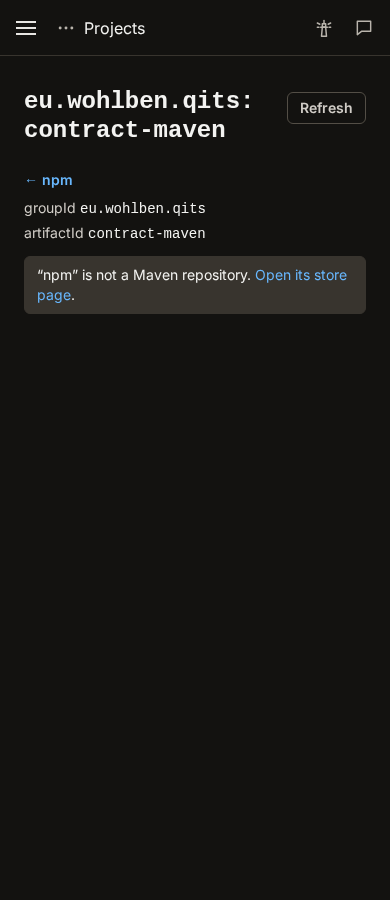 Projects
eu.wohlben.qits:
contract-maven
Refresh
← npm
groupId eu.wohlben.qits
artifactId contract-maven
“npm” is not a Maven repository. Open its store
page.